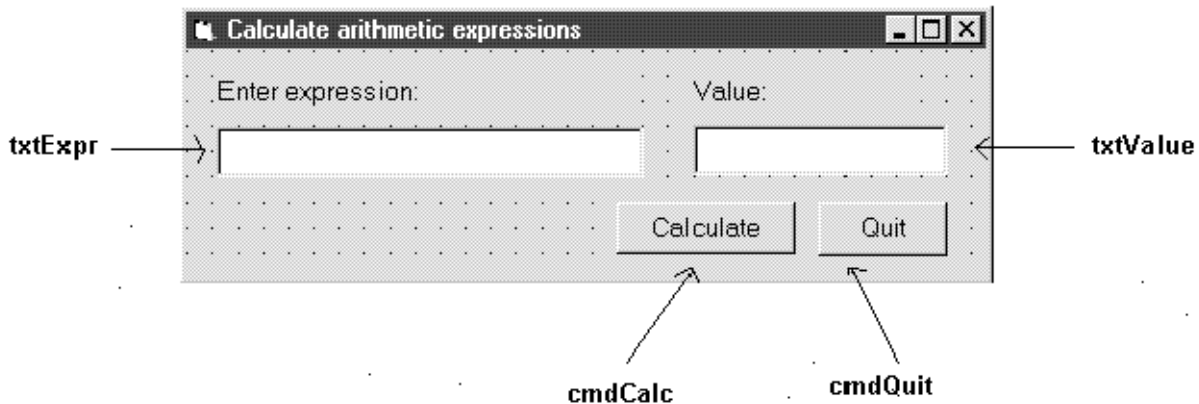 Calculate arithmetic expressions
Enter expression: Value:
txtExpr txtValue
Calculate Quit
cmdCalc cmdQuit